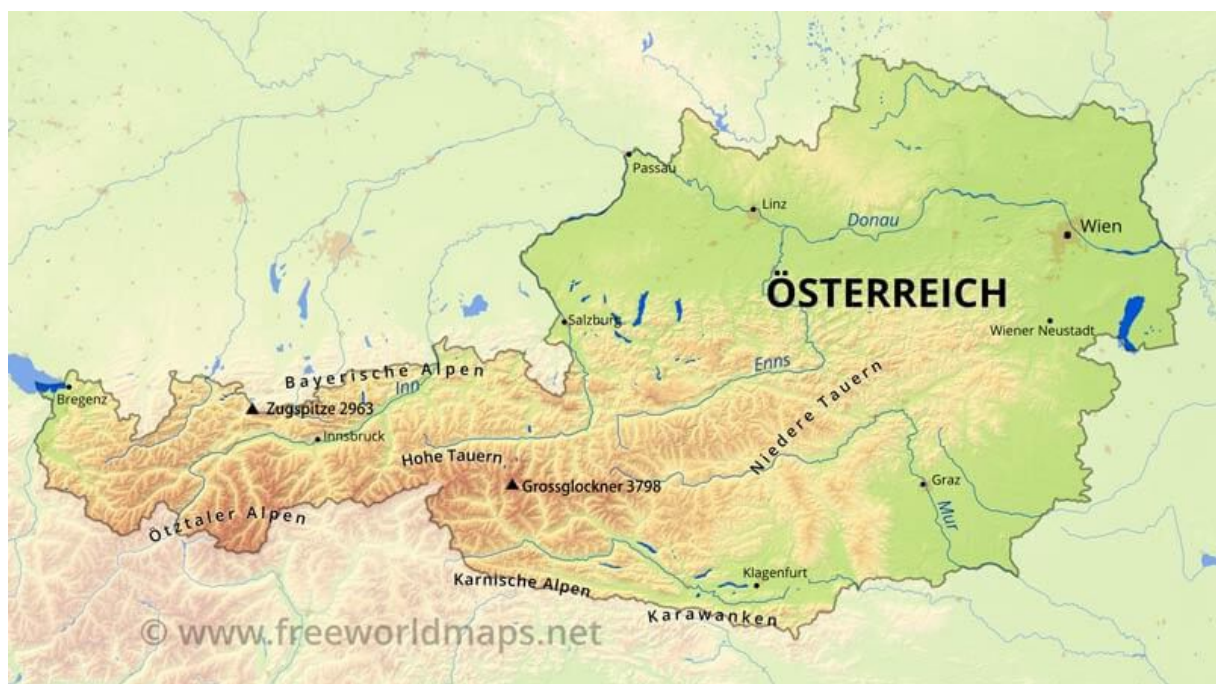 Passau
Linz
Donau
Wien
ÖSTERREICH
Salzburg
Wiener Neustadt
Bayerische Alpen
Inn
Enns
Bregenz
Zugspitze 2963
Niedere Tauern
Innsbruck
Hohe Tauern
Grossglockner 3798
Graz
Mur
Ötztaler Alpen
Karnische Alpen
Klagenfurt
Karawanken
© www.freeworldmaps.net